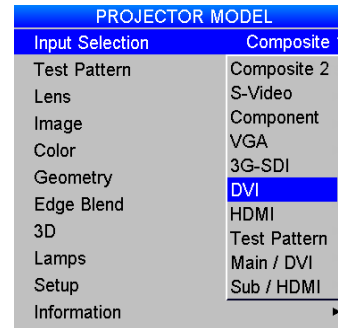 PROJECTOR MODEL
Input Selection
Composite 1
Test Pattern
Composite 2
Lens
S-Video
Image
Component
Color
VGA
Geometry
3G-SDI
Edge Blend
DVI
3D
HDMI
Lamps
Test Pattern
Setup
Main / DVI
Information
Sub / HDMI